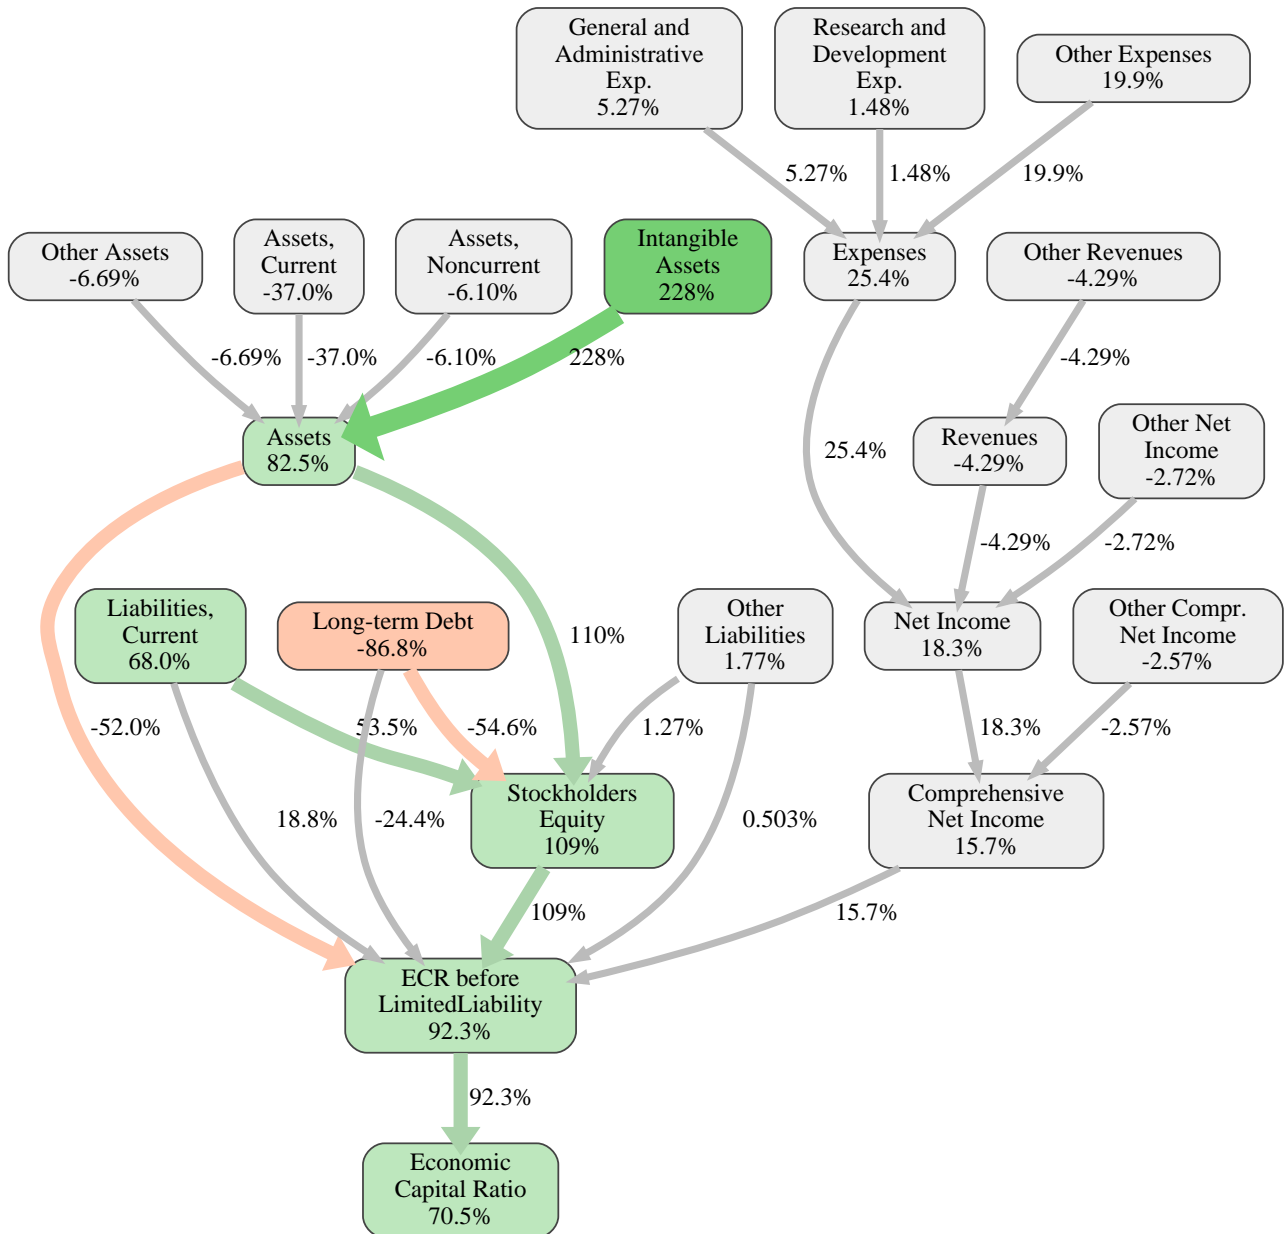 General and
Administrative
Exp.
5.27%
Research and
Development
Exp.
1.48%
Other Expenses
19.9%
5.27%
1.48%
19.9%
Other Assets
-6.69%
Assets,
Current
-37.0%
Assets,
Noncurrent
-6.10%
Intangible
Assets
228%
Expenses
25.4%
Other Revenues
-4.29%
-6.69%
-37.0%
-6.10%
228%
-4.29%
Assets
82.5%
25.4%
Revenues
-4.29%
Other Net
Income
-2.72%
-4.29%
-2.72%
Liabilities,
Current
68.0%
Long-term Debt
-86.8%
110%
Other
Liabilities
1.77%
Net Income
18.3%
Other Compr.
Net Income
-2.57%
-52.0%
53.5%
-54.6%
1.27%
18.3%
-2.57%
18.8%
-24.4%
Stockholders
Equity
109%
0.503%
Comprehensive
Net Income
15.7%
109%
15.7%
ECR before
LimitedLiability
92.3%
92.3%
Economic
Capital Ratio
70.5%